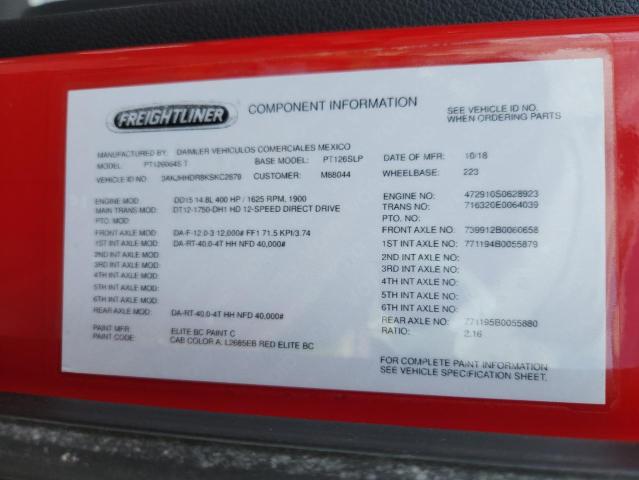 FREIGHTLINER
COMPONENT INFORMATION
SEE VEHICLE ID NO.
WHEN ORDERING PARTS
MANUFACTURED BY: DAIMLER VEHICULOS COMERCIALES MEXICO
MODEL: BASE MODEL: PT126SLP DATE OF MFR: 10/18
VEHICLE: CUSTOMER: M88044 WHEELBASE: 223
ENGINE MOD: DD15 14.8L 400 HP / 1625 RPM, 1900 472910S0628923
MAIN TRANS MOD: DT12-1750-DH1 HD 12-SPEED DIRECT DRIVE TRANS NO: 716320E0064039
PTO. MOD: PTO. NO:
FRONT AXLE MOD: DA-F-12.0-3 12,000# FF1 71.5 KPI/3.74 FRONT AXLE NO: 739912B0060658
1ST INT AXLE MOD: DA-RT-40.0-4T HH NFD 40,000# 1ST INT AXLE NO: 771194B0055879
2ND INT AXLE MOD: 2ND INT AXLE NO:
3RD INT AXLE MOD: 3RD INT AXLE NO:
4TH INT AXLE MOD: 4TH INT AXLE NO:
5TH INT AXLE MOD: 5TH INT AXLE NO:
6TH INT AXLE MOD: 6TH INT AXLE NO:
REAR AXLE MOD: DA-RT-40.0-4T HH NFD 40,000# REAR AXLE NO: 771195B0055880
PAINT MFR: ELITE BC PAINT C RATIO: 2.16
PAINT CODE: CAB COLOR A: L2685EB RED ELITE BC
FOR COMPLETE PAINT INFORMATION
SEE VEHICLE SPECIFICATION SHEET.